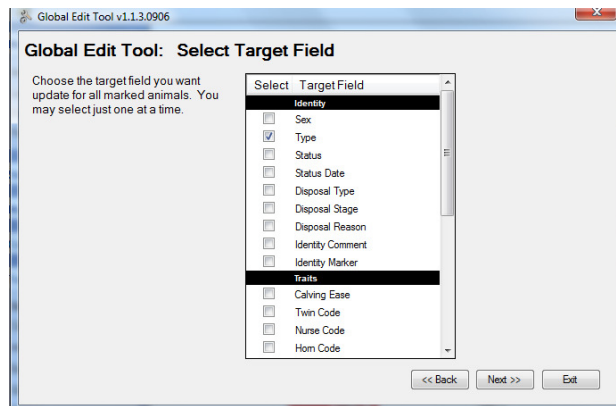 Global Edit Tool v1.1.3.0906
Global Edit Tool: Select Target Field
Choose the target field you want
update for all marked animals. You
may select just one at a time.
Select Target Field
Identity
Sex
Type
Status
Status Date
Disposal Type
Disposal Stage
Disposal Reason
Identity Comment
Identity Marker
Traits
Calving Ease
Twin Code
Nurse Code
Horn Code
<< Back Next >> Exit